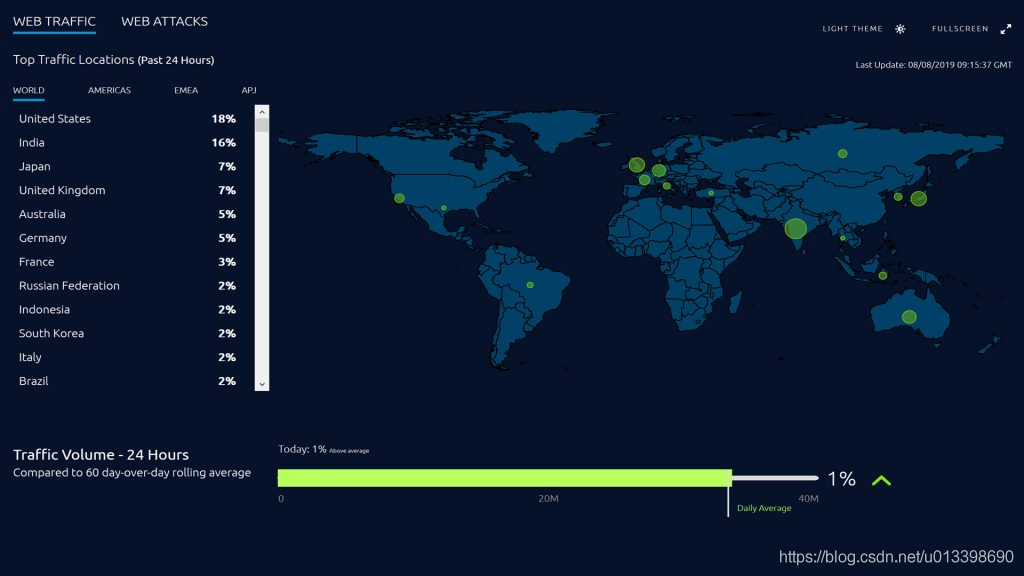 WEB TRAFFIC WEB ATTACKS
LIGHT THEME FULLSCREEN
Top Traffic Locations (Past 24 Hours)
Last Update: 08/08/2019 09:15:37 GMT
WORLD AMERICAS EMEA APJ
United States 18%
India 16%
Japan 7%
United Kingdom 7%
Australia 5%
Germany 5%
France 3%
Russian Federation 2%
Indonesia 2%
South Korea 2%
Italy 2%
Brazil 2%
Traffic Volume - 24 Hours
Compared to 60 day-over-day rolling average
Today: 1% Above average
1%
0 20M 40M
Daily Average
https://blog.csdn.net/u013398690